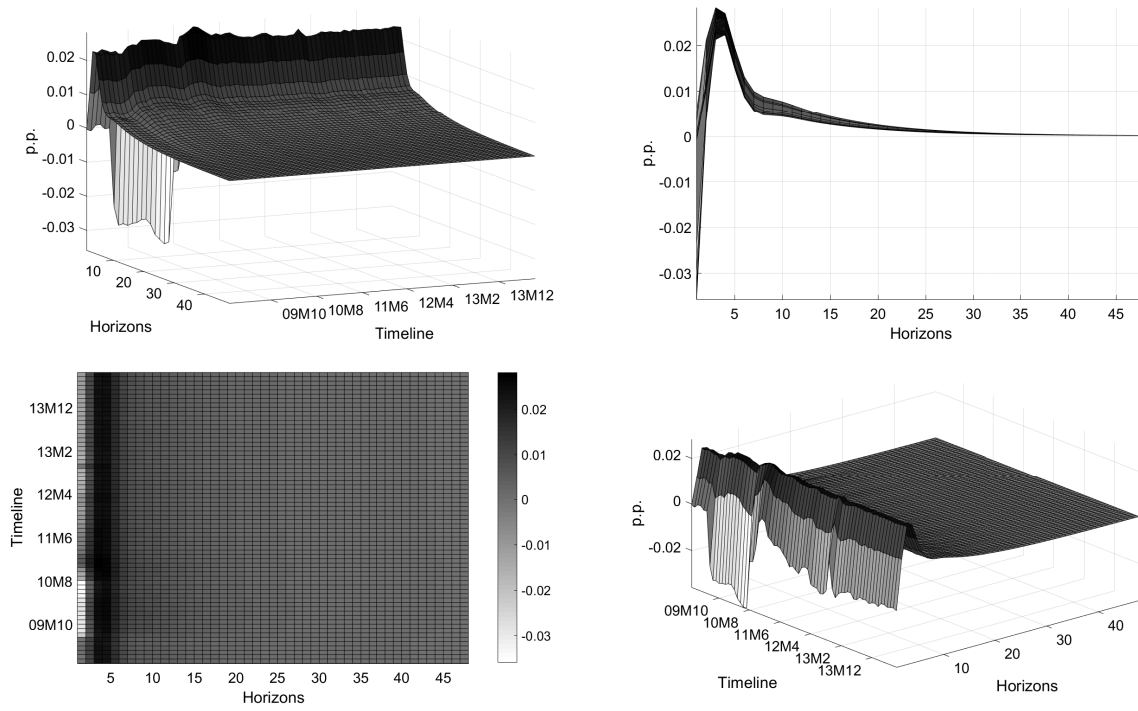 0.02
0.01
0
-0.01
-0.02
-0.03
p.p.
10
20
30
40
Horizons
09M10 10M8 11M6 12M4 13M2 13M12
Timeline
0.02
0.01
0
-0.01
-0.02
-0.03
p.p.
5 10 15 20 25 30 35 40 45
Horizons
13M12
13M2
12M4
11M6
10M8
09M10
Timeline
5 10 15 20 25 30 35 40 45
Horizons
0.02
0.01
0
-0.01
-0.02
-0.03
0.02
0
-0.02
p.p.
09M10
10M8
11M6
12M4
13M2
13M12
Timeline
10
20
30
40
Horizons